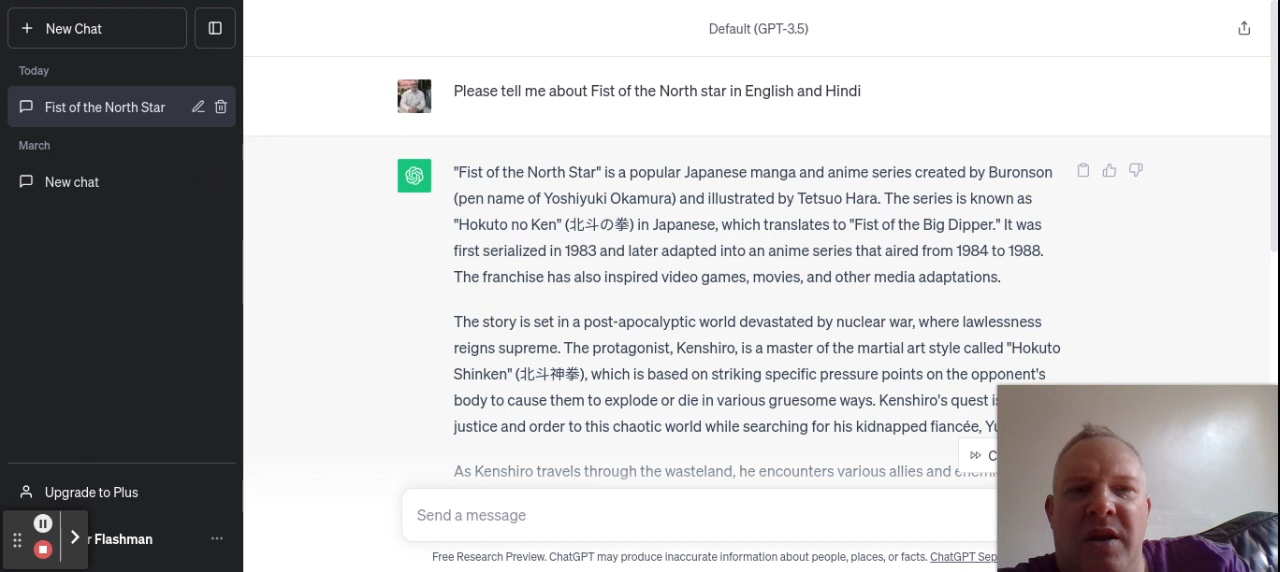 New Chat
Today
Fist of the North Star
March
New chat
Upgrade to Plus
r Flashman
Default (GPT-3.5)
Please tell me about Fist of the North star in English and Hindi
"Fist of the North Star" is a popular Japanese manga and anime series created by Buronson
(pen name of Yoshiyuki Okamura) and illustrated by Tetsuo Hara. The series is known as
"Hokuto no Ken" (北斗の拳) in Japanese, which translates to "Fist of the Big Dipper." It was
first serialized in 1983 and later adapted into an anime series that aired from 1984 to 1988.
The franchise has also inspired video games, movies, and other media adaptations.
The story is set in a post-apocalyptic world devastated by nuclear war, where lawlessness
reigns supreme. The protagonist, Kenshiro, is a master of the martial art style called "Hokuto
Shinken" (北斗神拳), which is based on striking specific pressure points on the opponent's
body to cause them to explode or die in various gruesome ways. Kenshiro's quest
justice and order to this chaotic world while searching for his kidnapped fiancée,
As Kenshiro travels through the wasteland, he encounters various allies and
Send a message
Free Research Preview. ChatGPT may produce inaccurate information about people, places, or facts. ChatGPT Sep